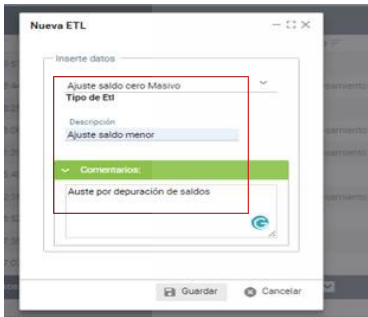 Nueva ETL
Inserte datos
Ajuste saldo cero Masivo
Tipo de Etl
Descripción
Ajuste saldo menor
Comentarios:
Auste por depuración de saldos
Guardar
Cancelar